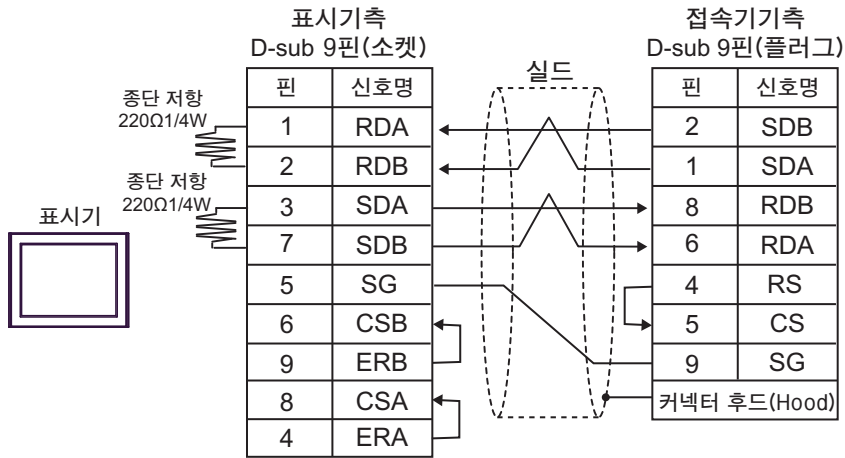 표시기측
D-sub 9핀(소켓)
접속기기측
D-sub 9핀(플러그)
실드
종단 저항
220Ω1/4W
종단 저항
220Ω1/4W
표시기
핀 신호명
1 RDA
2 RDB
3 SDA
7 SDB
5 SG
6 CSB
9 ERB
8 CSA
4 ERA
핀 신호명
2 SDB
1 SDA
8 RDB
6 RDA
4 RS
5 CS
9 SG
커넥터 후드(Hood)